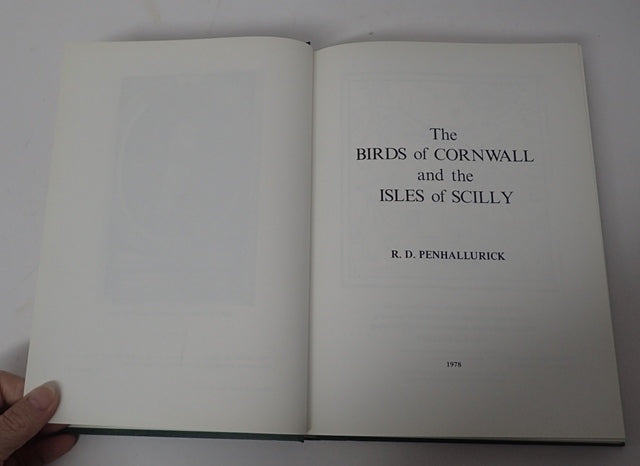 The
BIRDS of CORNWALL
and the
ISLES of SCILLY
R. D. PENHALLURICK
1978